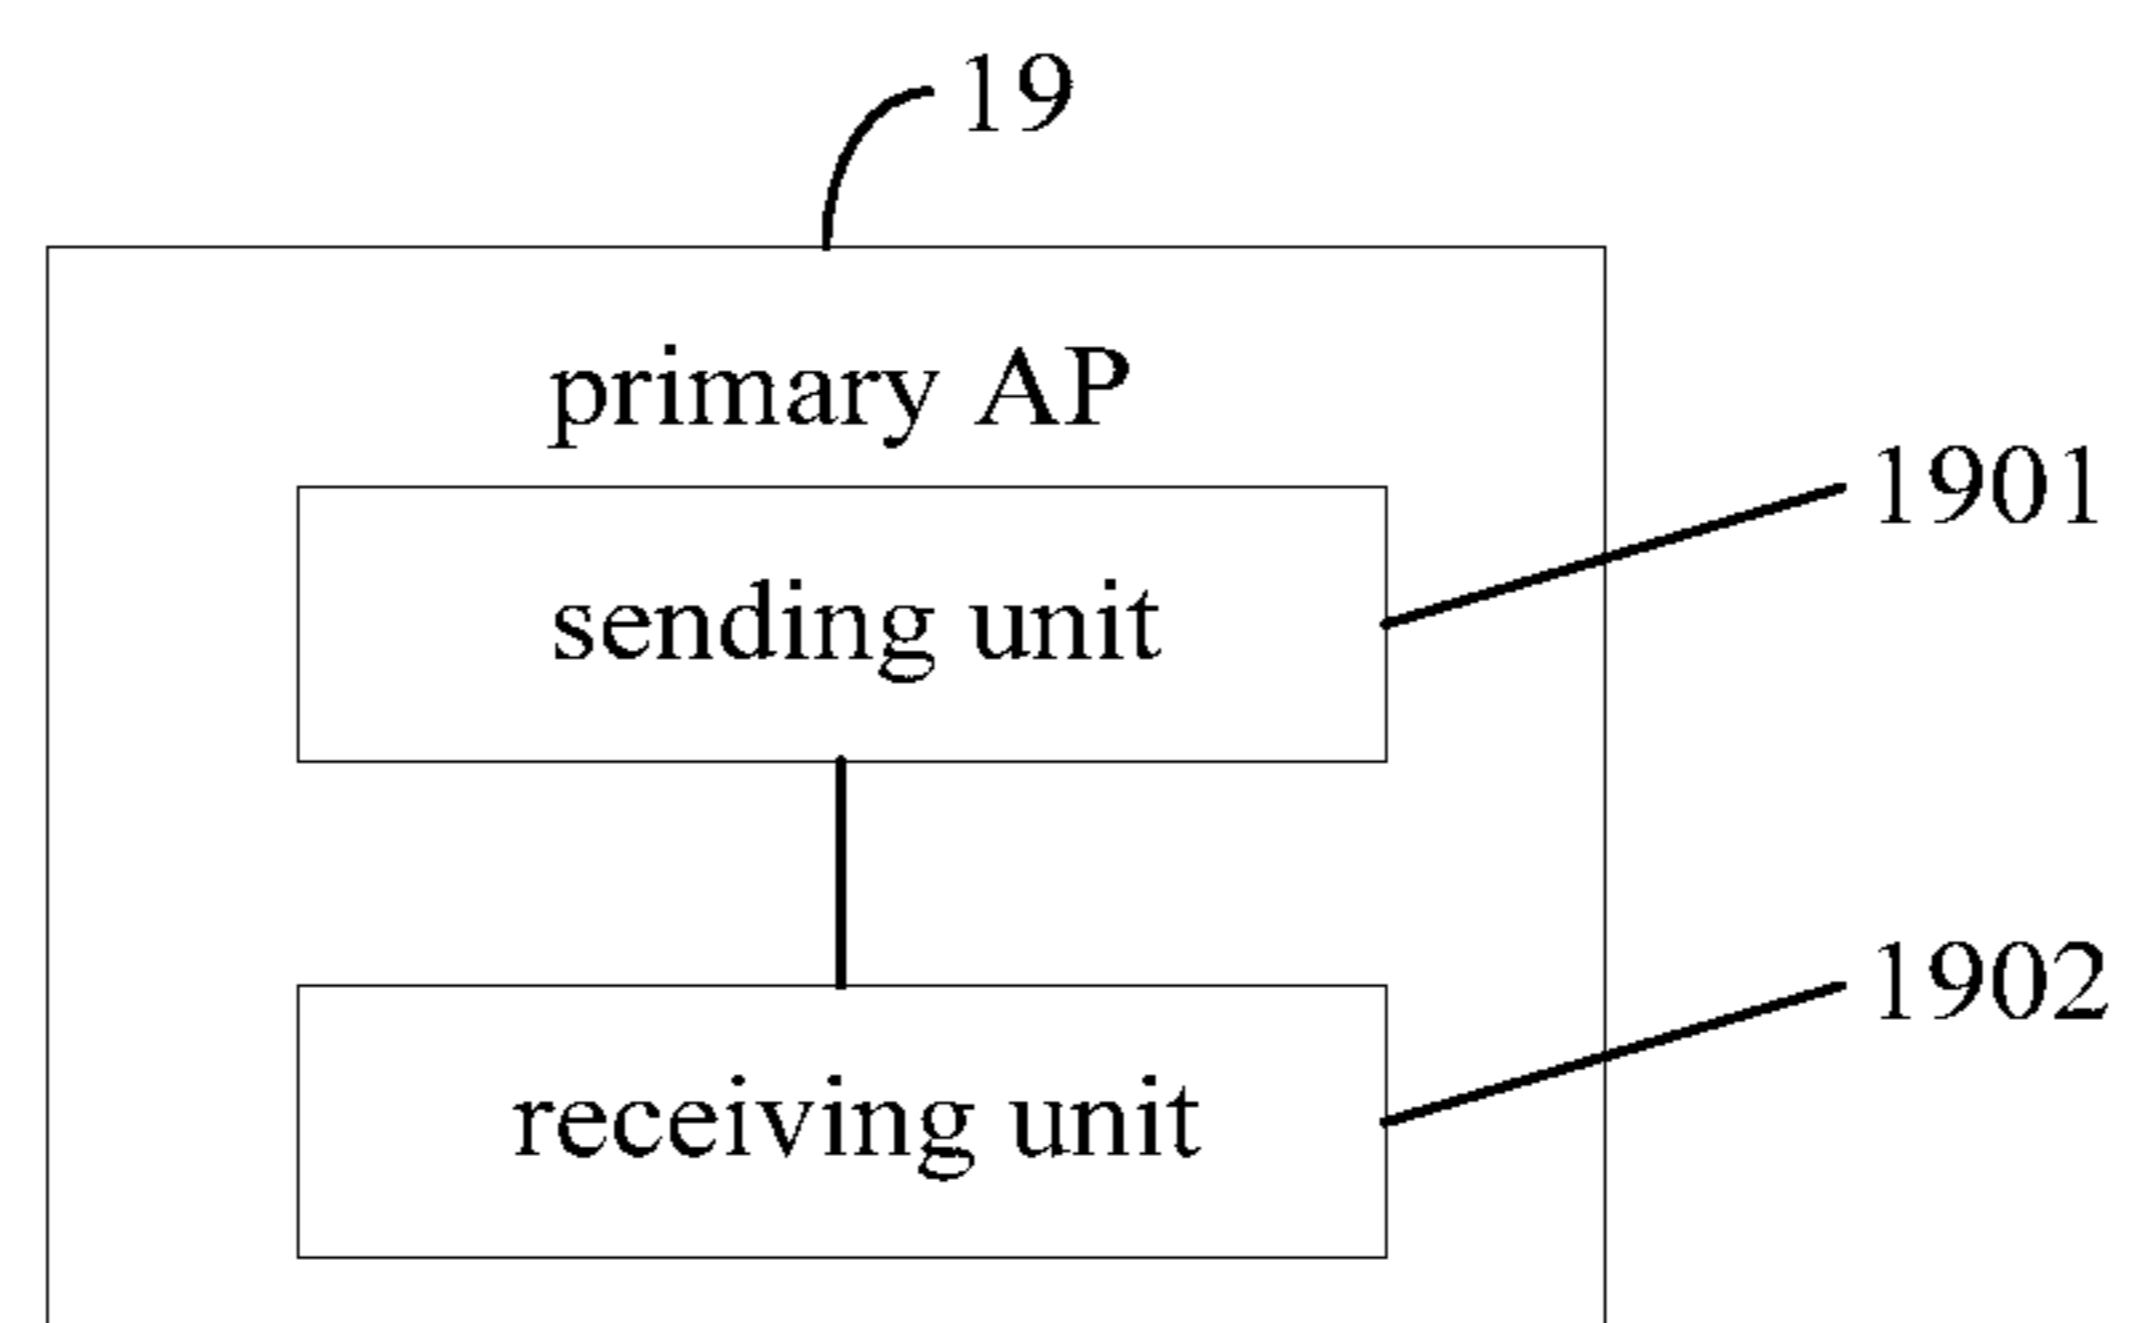 19
primary AP
1901
sending unit
1902
receiving unit